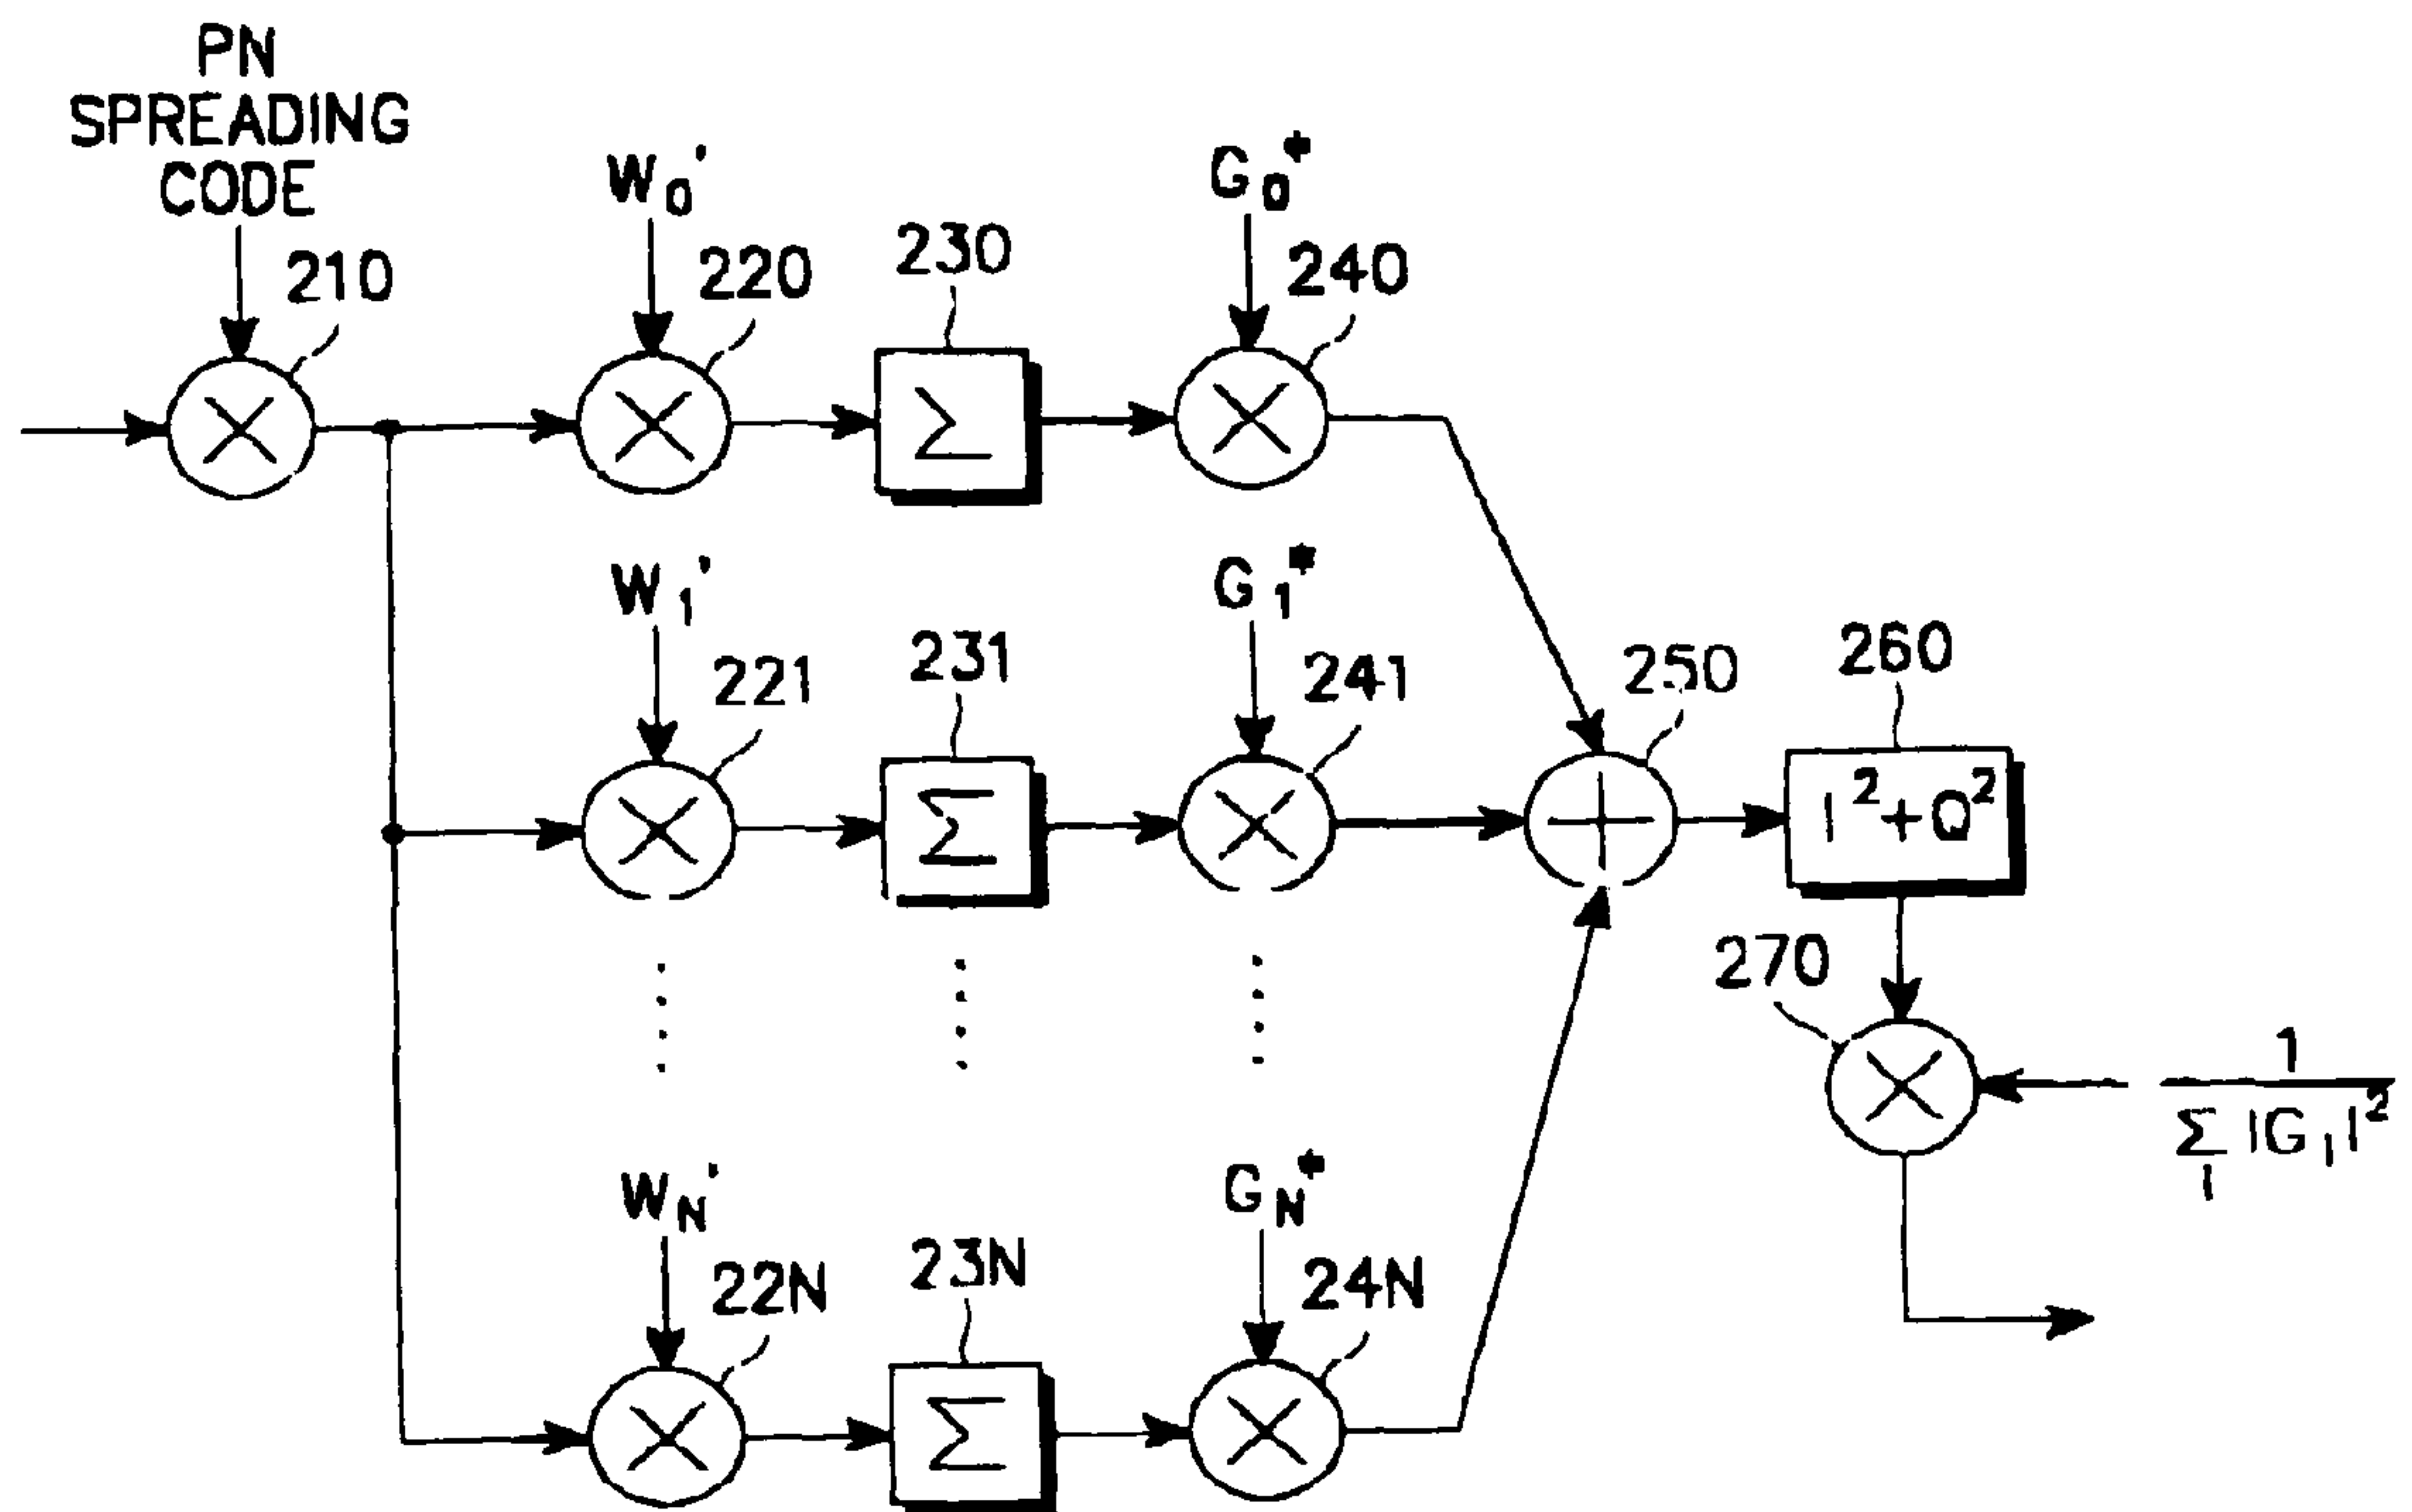 PN
SPREADING
CODE
210
W0'
220
230
G0*
240
Σ
W1'
221
231
G1*
241
250
260
Σ
I²+Q²
270
1
Σ |G_I|²
I
WN'
22N
23N
GN*
24N
Σ